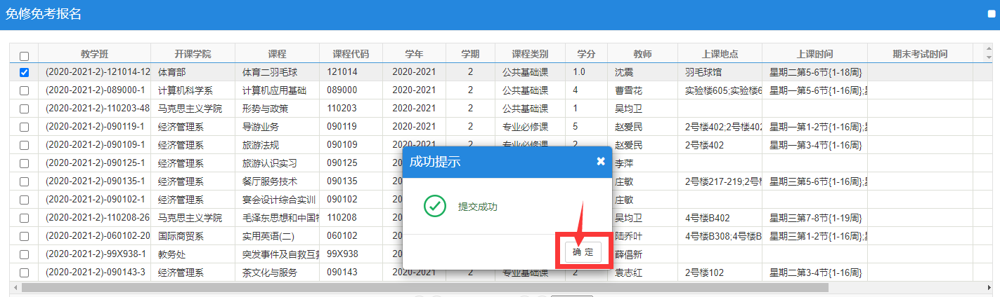 免修免考报名
教学班 开课学院 课程 课程代码 学年 学期 课程类别 学分 教师 上课地点 上课时间 期末考试时间
(2020-2021-2)-121014-12 体育部 体育二羽毛球 121014 2020-2021 2 公共基础课 1.0 沈震 羽毛球馆 星期二第5-6节{1-18周}
(2020-2021-2)-089000-1 计算机科学系 计算机应用基础 089000 2020-2021 2 公共基础课 4 曹雪花 实验楼605;实验楼6 星期一第5-6节{1-16周};
(2020-2021-2)-110203-48 马克思主义学院 形势与政策 110203 2020-2021 2 公共基础课 1 吴均卫
(2020-2021-2)-090119-1 经济管理系 导游业务 090119 2020-2021 2 专业必修课 5 赵爱民 2号楼402;2号楼402 星期一第1-2节{1-16周};
(2020-2021-2)-090109-1 经济管理系 旅游法规 090109 2020-2021 2 专业必修课 2 赵爱民 2号楼402 星期一第3-4节{1-16周}
(2020-2021-2)-090125-1 经济管理系 旅游认识实习 090125 李萍
(2020-2021-2)-090135-1 经济管理系 餐厅服务技术 090135 庄敏 2号楼217-219;2号 星期三第5-6节{1-16周}
(2020-2021-2)-090102-1 经济管理系 宴会设计综合实训 090102 庄敏
(2020-2021-2)-110208-26 马克思主义学院 毛泽东思想和中国 110208 吴均卫 4号楼B402 星期三第7-8节{1-19周}
(2020-2021-2)-060102-20 国际商贸系 实用英语(二) 060102 陆乔叶 4号楼B308;4号楼B 星期三第1-2节{1-16周}
(2020-2021-2)-99X938-1 教务处 突发事件及自救互救 99X938 薛倡新
(2020-2021-2)-090143-3 经济管理系 茶文化与服务 090143 2020-2021 2 专业基础课 2 袁志红 2号楼102 星期二第3-4节{1-16周}
成功提示
提交成功
确 定